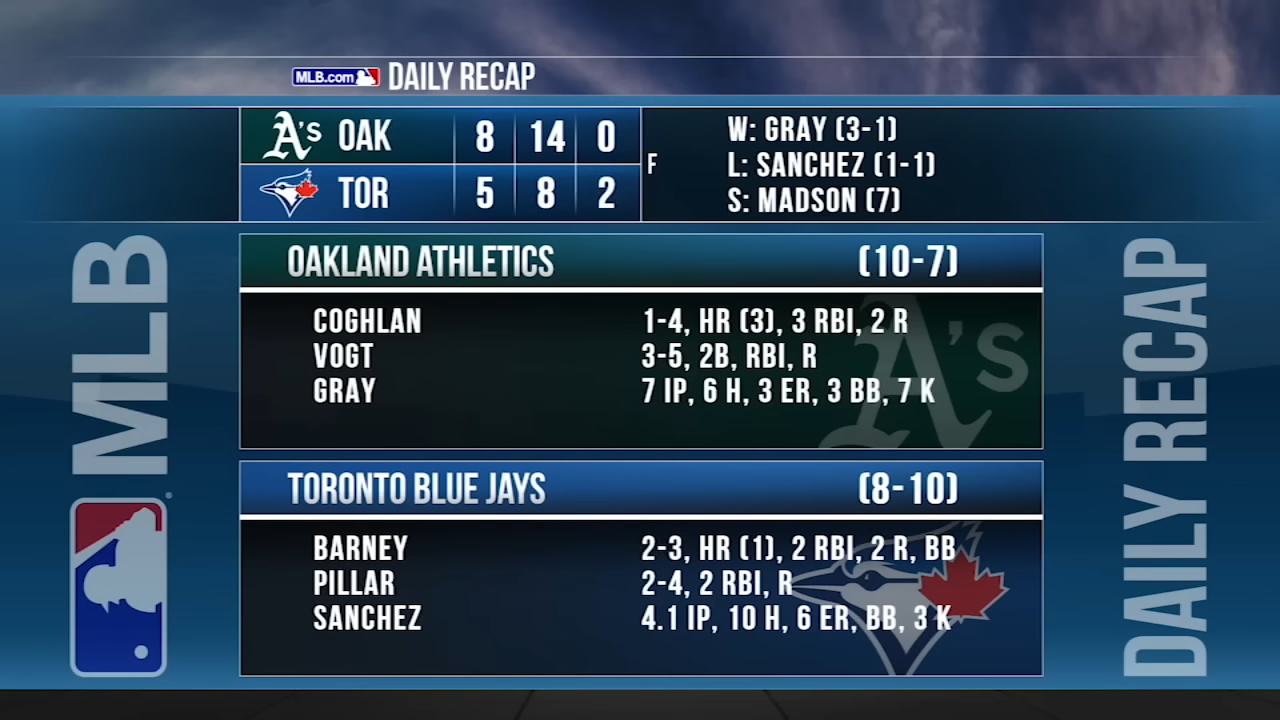 MLB.com DAILY RECAP
A's OAK 8 14 0
TOR 5 8 2
F
W: GRAY (3-1)
L: SANCHEZ (1-1)
S: MADSON (7)
OAKLAND ATHLETICS (10-7)
COGHLAN 1-4, HR (3), 3 RBI, 2 R
VOGT 3-5, 2B, RBI, R
GRAY 7 IP, 6 H, 3 ER, 3 BB, 7 K
A's
TORONTO BLUE JAYS (8-10)
BARNEY 2-3, HR (1), 2 RBI, 2 R, BB
PILLAR 2-4, 2 RBI, R
SANCHEZ 4.1 IP, 10 H, 6 ER, BB, 3 K
MLB
DAILY RECAP